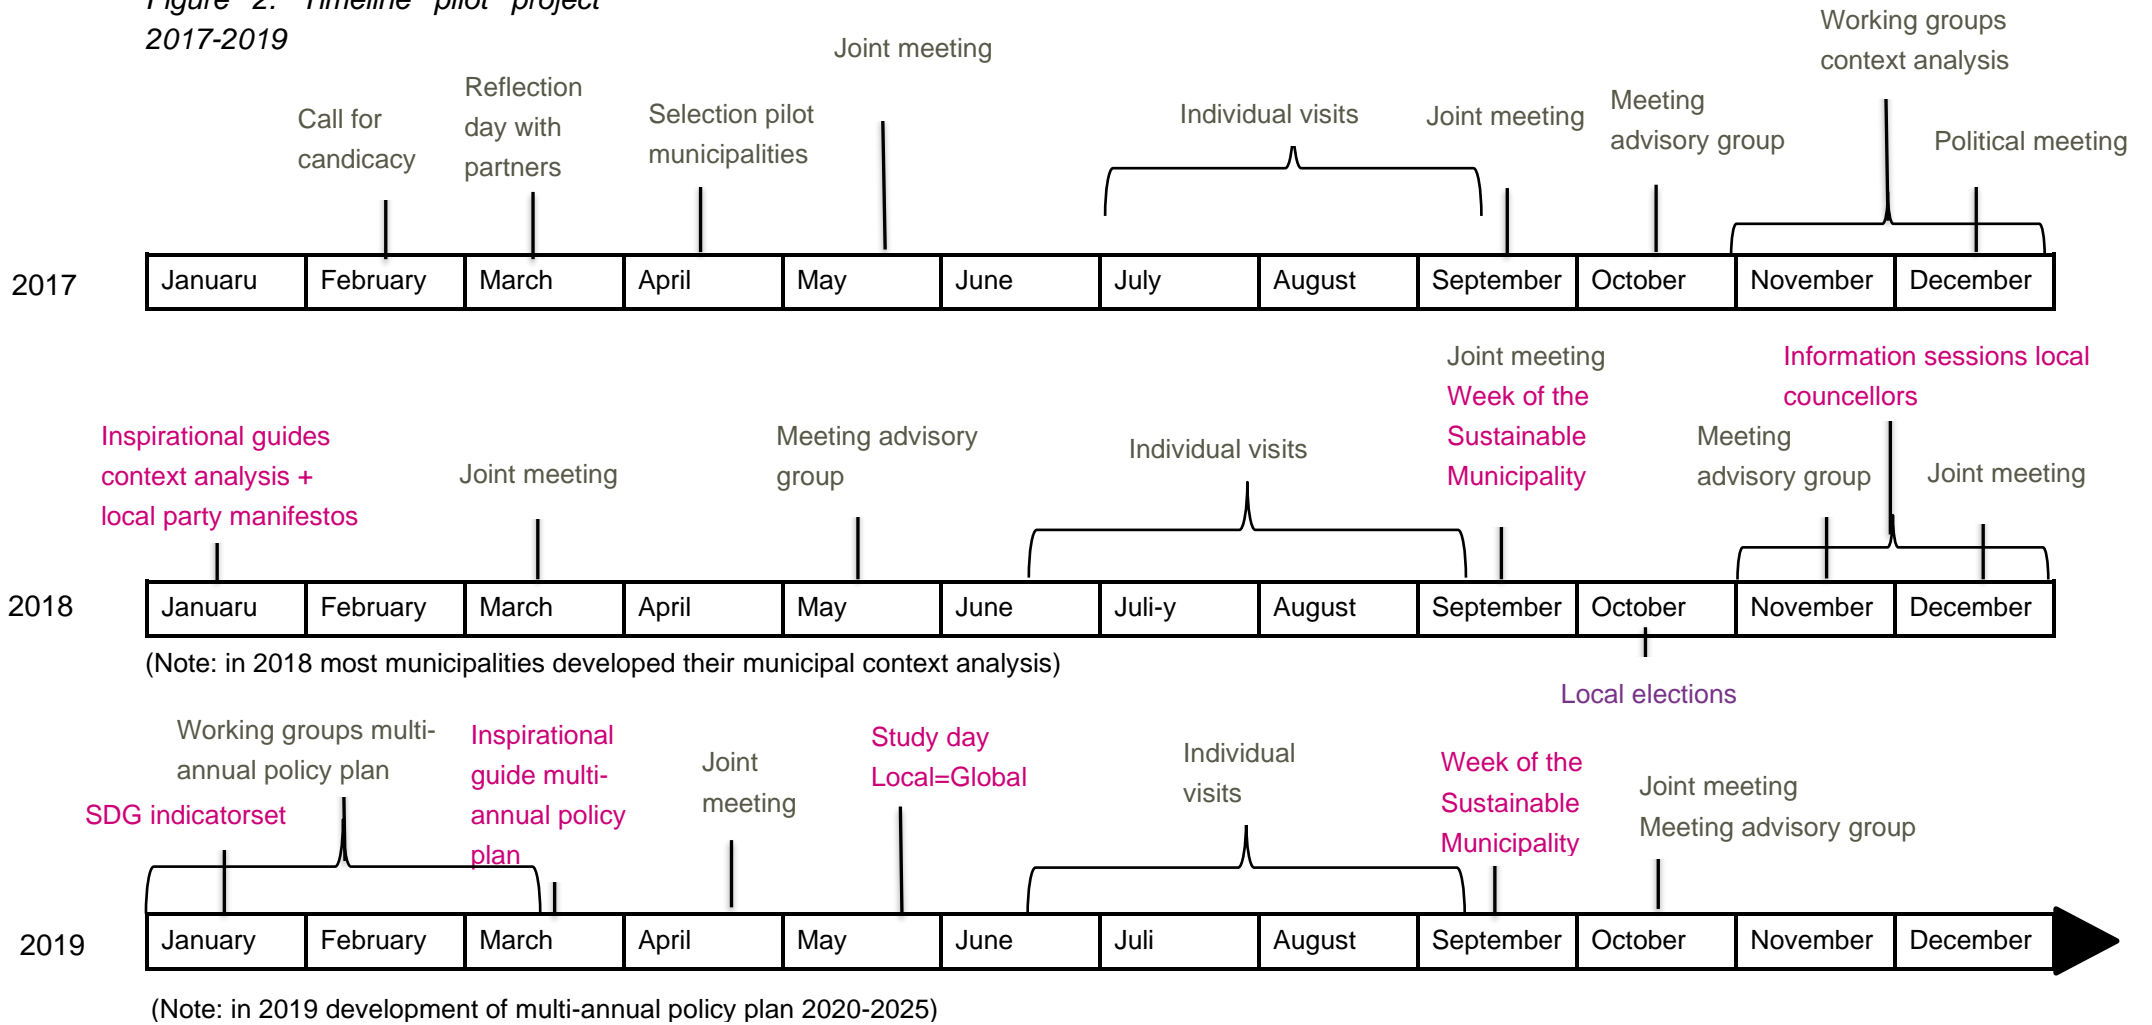 Figure 2: Timeline pilot project
2017-2019
Call for
candicacy
Reflection
day with
partners
Selection pilot
municipalities
Joint meeting
Individual visits
Joint meeting
Meeting
advisory group
Working groups
context analysis
Political meeting
2017
Januaru
February
March
April
May
June
July
August
September
October
November
December
Inspirational guides
context analysis +
local party manifestos
Joint meeting
Meeting advisory
group
Individual visits
Joint meeting
Week of the
Sustainable
Municipality
Meeting
advisory group
Information sessions local
councellors
Joint meeting
2018
Januaru
February
March
April
May
June
Juli-y
August
September
October
November
December
(Note: in 2018 most municipalities developed their municipal context analysis)
Local elections
SDG indicatorset
Working groups multi-
annual policy plan
Inspirational
guide multi-
annual policy
plan
Joint
meeting
Study day
Local=Global
Individual
visits
Week of the
Sustainable
Municipality
Joint meeting
Meeting advisory group
2019
January
February
March
April
May
June
Juli
August
September
October
November
December
(Note: in 2019 development of multi-annual policy plan 2020-2025)